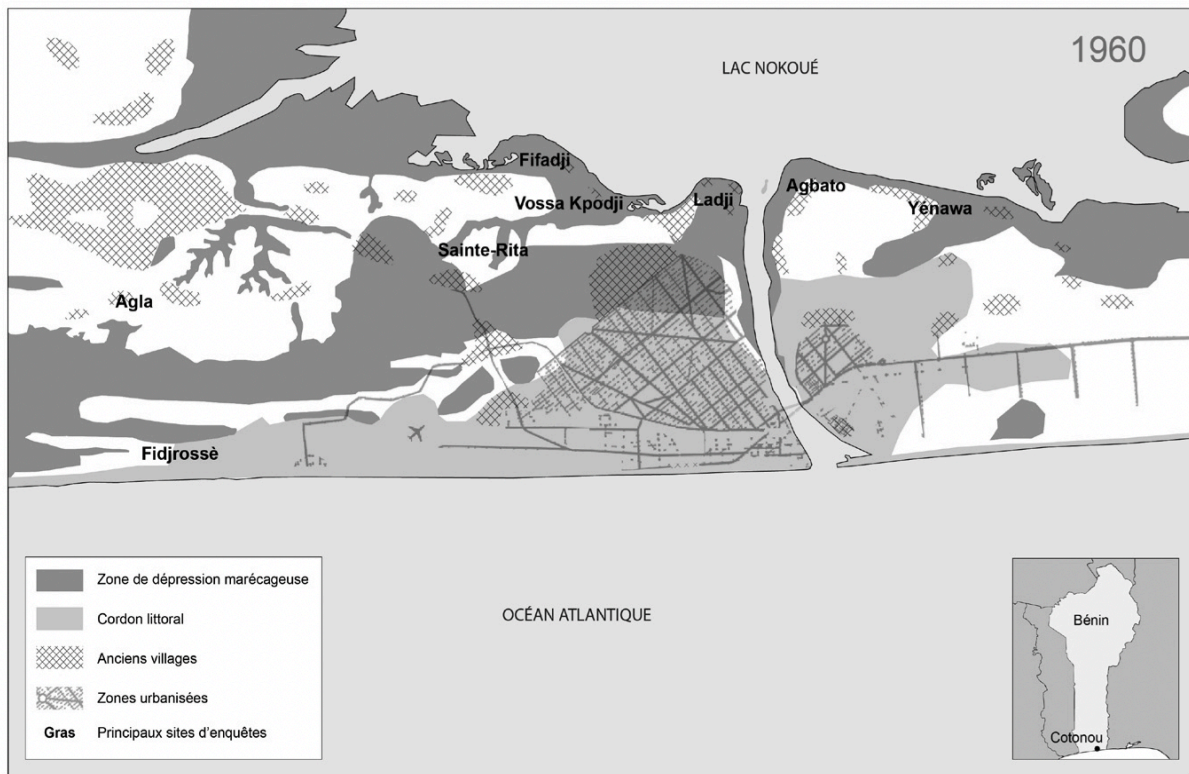 1960
LAC NOKOUÉ
Fifadji
Agbato
Vossa Kpodji
Ladji
Yénawa
Sainte-Rita
Agla
Fidjrossè
Zone de dépression marécageuse
Cordon littoral
Anciens villages
Zones urbanisées
Gras Principaux sites d'enquêtes
OCÉAN ATLANTIQUE
Bénin
Cotonou